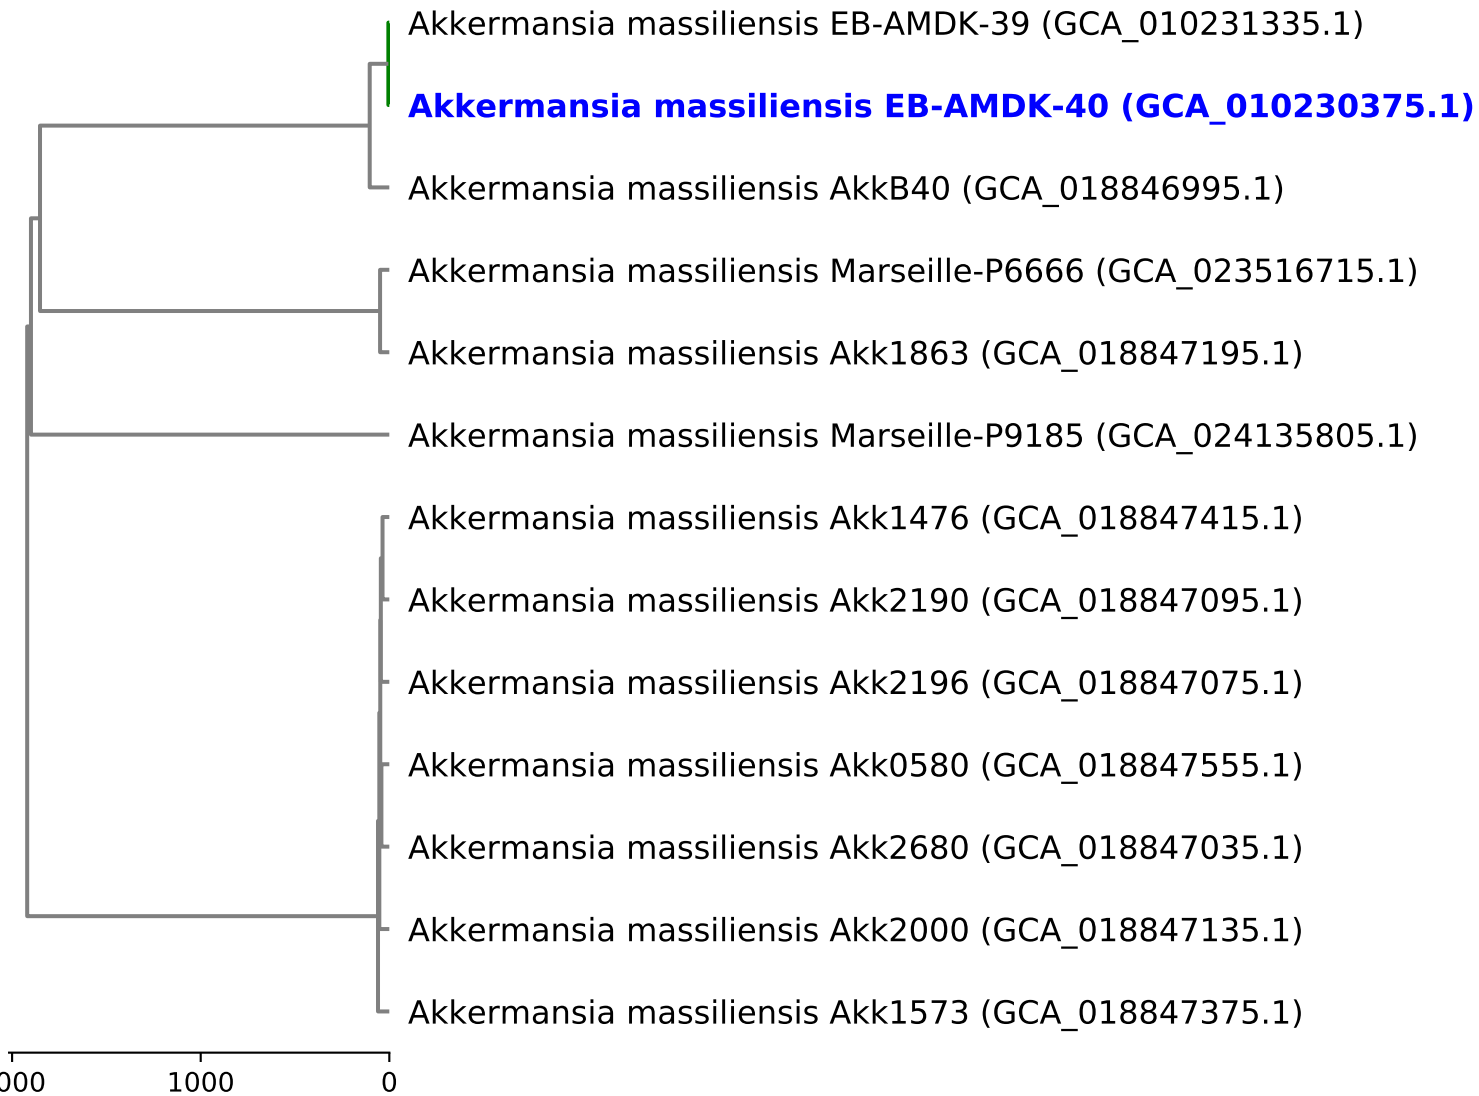 Akkermansia massiliensis EB-AMDK-39 (GCA_010231335.1)
Akkermansia massiliensis EB-AMDK-40 (GCA_010230375.1)
Akkermansia massiliensis AkkB40 (GCA_018846995.1)
Akkermansia massiliensis Marseille-P6666 (GCA_023516715.1)
Akkermansia massiliensis Akk1863 (GCA_018847195.1)
Akkermansia massiliensis Marseille-P9185 (GCA_024135805.1)
Akkermansia massiliensis Akk1476 (GCA_018847415.1)
Akkermansia massiliensis Akk2190 (GCA_018847095.1)
Akkermansia massiliensis Akk2196 (GCA_018847075.1)
Akkermansia massiliensis Akk0580 (GCA_018847555.1)
Akkermansia massiliensis Akk2680 (GCA_018847035.1)
Akkermansia massiliensis Akk2000 (GCA_018847135.1)
Akkermansia massiliensis Akk1573 (GCA_018847375.1)
1000 0